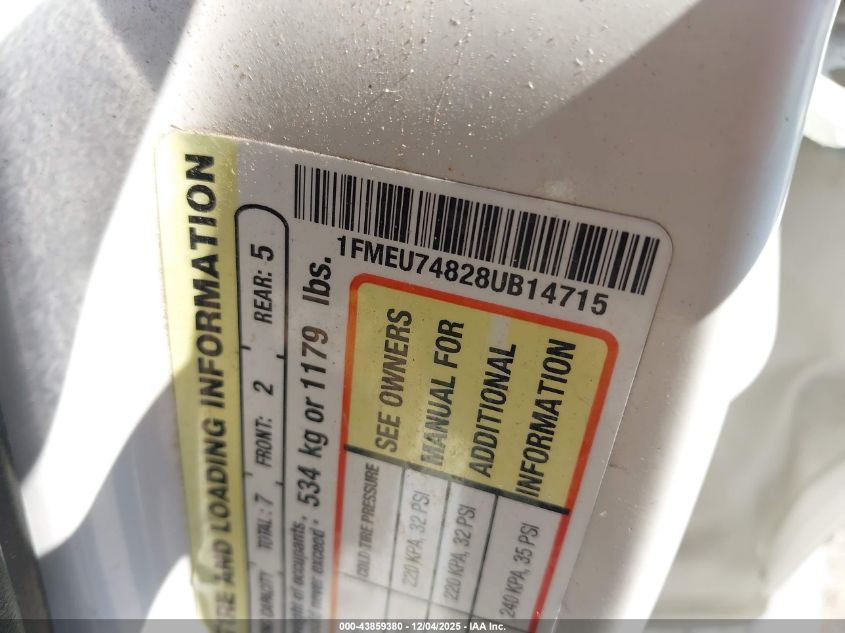 TIRE AND LOADING INFORMATION
CAPACITY TOTAL: 7 FRONT: 2 REAR: 5
of occupants
never exceed: 534 kg or 1179 lbs.
1FMEU74828UB14715
COLD TIRE PRESSURE
220 KPA, 32 PSI
220 KPA, 32 PSI
240 KPA, 35 PSI
SEE OWNERS
MANUAL FOR
ADDITIONAL
INFORMATION
000-43859380 - 12/04/2025 - IAA Inc.